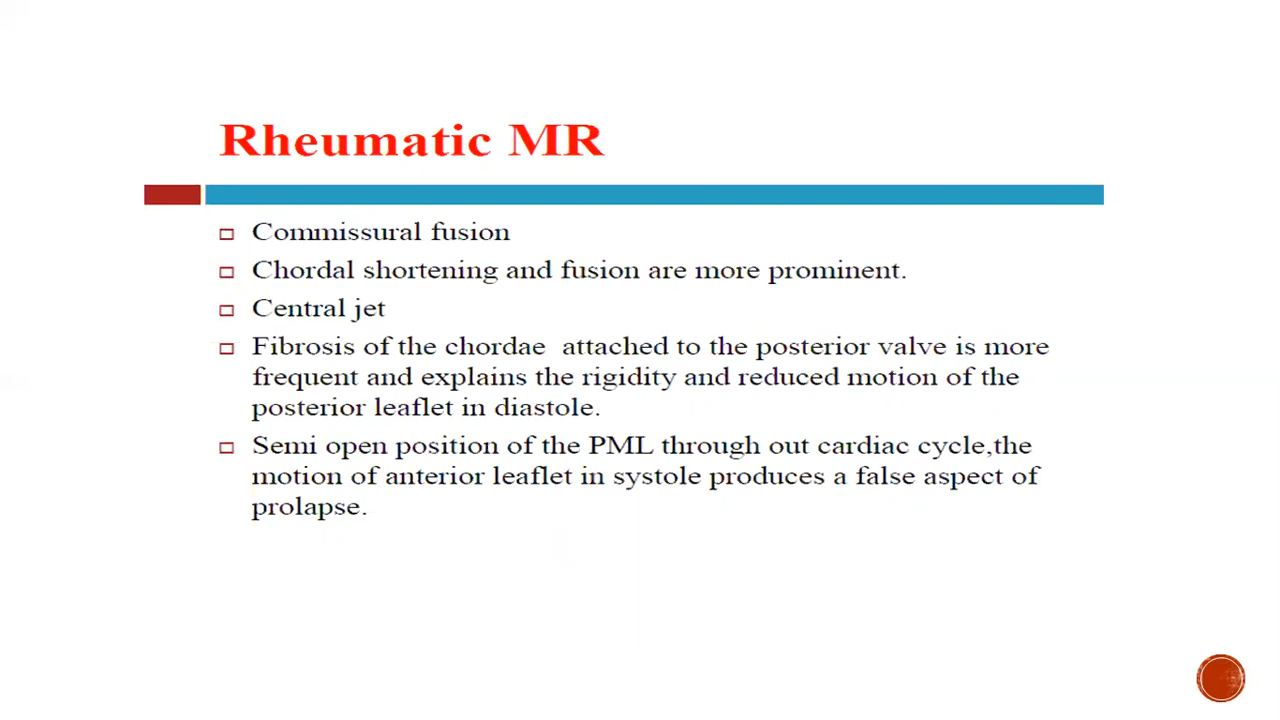 Rheumatic MR
Commissural fusion
Chordal shortening and fusion are more prominent.
Central jet
Fibrosis of the chordae attached to the posterior valve is more
frequent and explains the rigidity and reduced motion of the
posterior leaflet in diastole.
Semi open position of the PML through out cardiac cycle,the
motion of anterior leaflet in systole produces a false aspect of
prolapse.